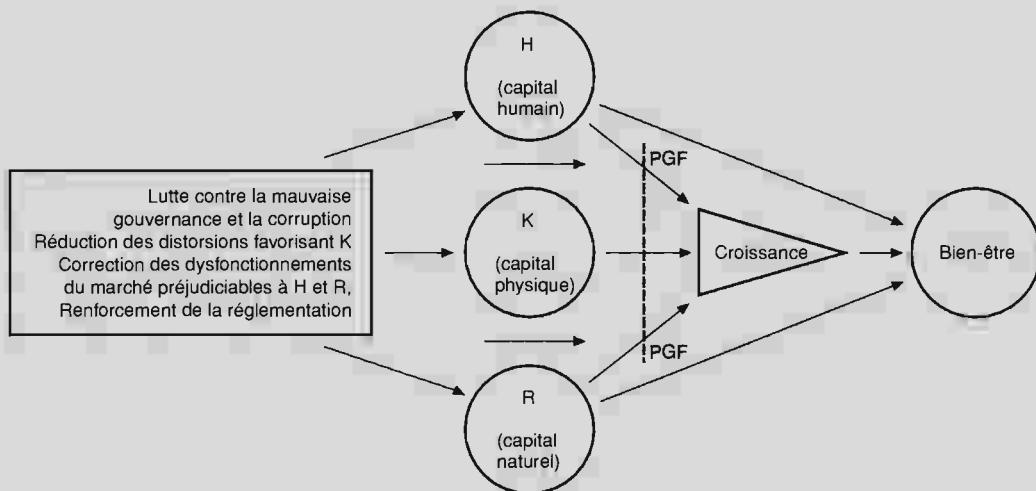 Lutte contre la mauvaise
gouvernance et la corruption
Réduction des distorsions favorisant K
Correction des dysfonctionnements
du marché préjudiciables à H et R,
Renforcement de la réglementation
H
(capital
humain)
K
(capital
physique)
R
(capital
naturel)
PGF
PGF
Croissance
Bien-être